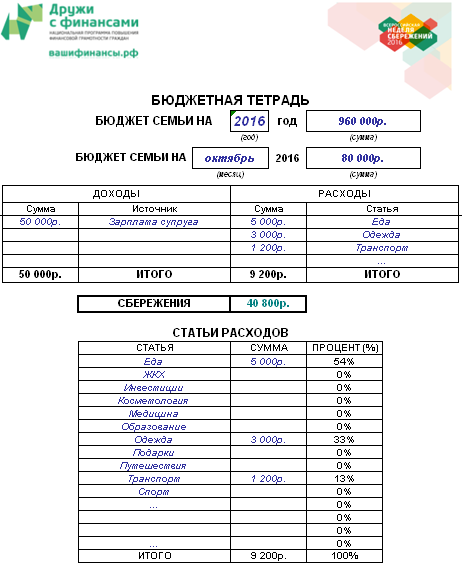 Дружи
с финансами
НАЦИОНАЛЬНАЯ ПРОГРАММА ПОВЫШЕНИЯ
ФИНАНСОВОЙ ГРАМОТНОСТИ ГРАЖДАН
вашифинансы.рф
ВСЕРОССИЙСКАЯ
НЕДЕЛЯ
СБЕРЕЖЕНИЙ
2016
БЮДЖЕТНАЯ ТЕТРАДЬ
БЮДЖЕТ СЕМЬИ НА 2016 год 960 000р.
(год) (сумма)
БЮДЖЕТ СЕМЬИ НА октябрь 2016 80 000р.
(месяц) (сумма)
ДОХОДЫ РАСХОДЫ
Сумма Источник Сумма Статья
50 000р. Зарплата супруга 5 000р. Еда
3 000р. Одежда
1 200р. Транспорт
...
50 000р. ИТОГО 9 200р. ИТОГО
СБЕРЕЖЕНИЯ 40 800р.
СТАТЬИ РАСХОДОВ
СТАТЬЯ СУММА ПРОЦЕНТ (%)
Еда 5 000р. 54%
ЖКХ 0%
Инвестиции 0%
Косметология 0%
Медицина 0%
Образование 0%
Одежда 3 000р. 33%
Подарки 0%
Путешествия 0%
Транспорт 1 200р. 13%
Спорт 0%
... 0%
0%
0%
... 0%
ИТОГО 9 200р. 100%